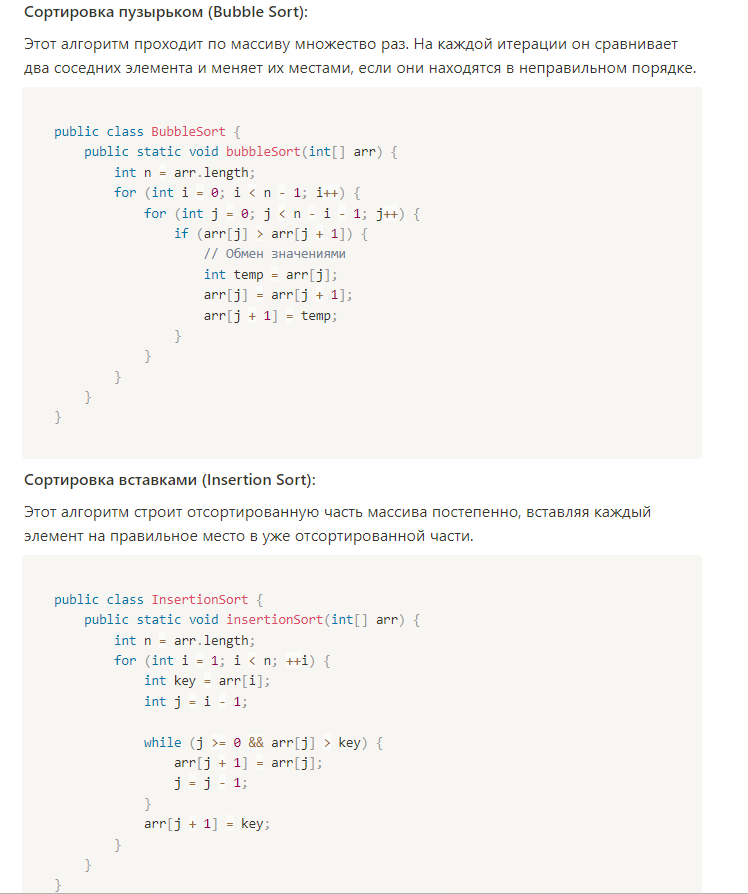 Сортировка пузырьком (Bubble Sort):
Этот алгоритм проходит по массиву множество раз. На каждой итерации он сравнивает
два соседних элемента и меняет их местами, если они находятся в неправильном порядке.
public class BubbleSort {
    public static void bubbleSort(int[] arr) {
        int n = arr.length;
        for (int i = 0; i < n - 1; i++) {
            for (int j = 0; j < n - i - 1; j++) {
                if (arr[j] > arr[j + 1]) {
                    // Обмен значениями
                    int temp = arr[j];
                    arr[j] = arr[j + 1];
                    arr[j + 1] = temp;
                }
            }
        }
    }
}
Сортировка вставками (Insertion Sort):
Этот алгоритм строит отсортированную часть массива постепенно, вставляя каждый
элемент на правильное место в уже отсортированной части.
public class InsertionSort {
    public static void insertionSort(int[] arr) {
        int n = arr.length;
        for (int i = 1; i < n; ++i) {
            int key = arr[i];
            int j = i - 1;
            while (j >= 0 && arr[j] > key) {
                arr[j + 1] = arr[j];
                j = j - 1;
            }
            arr[j + 1] = key;
        }
    }
}